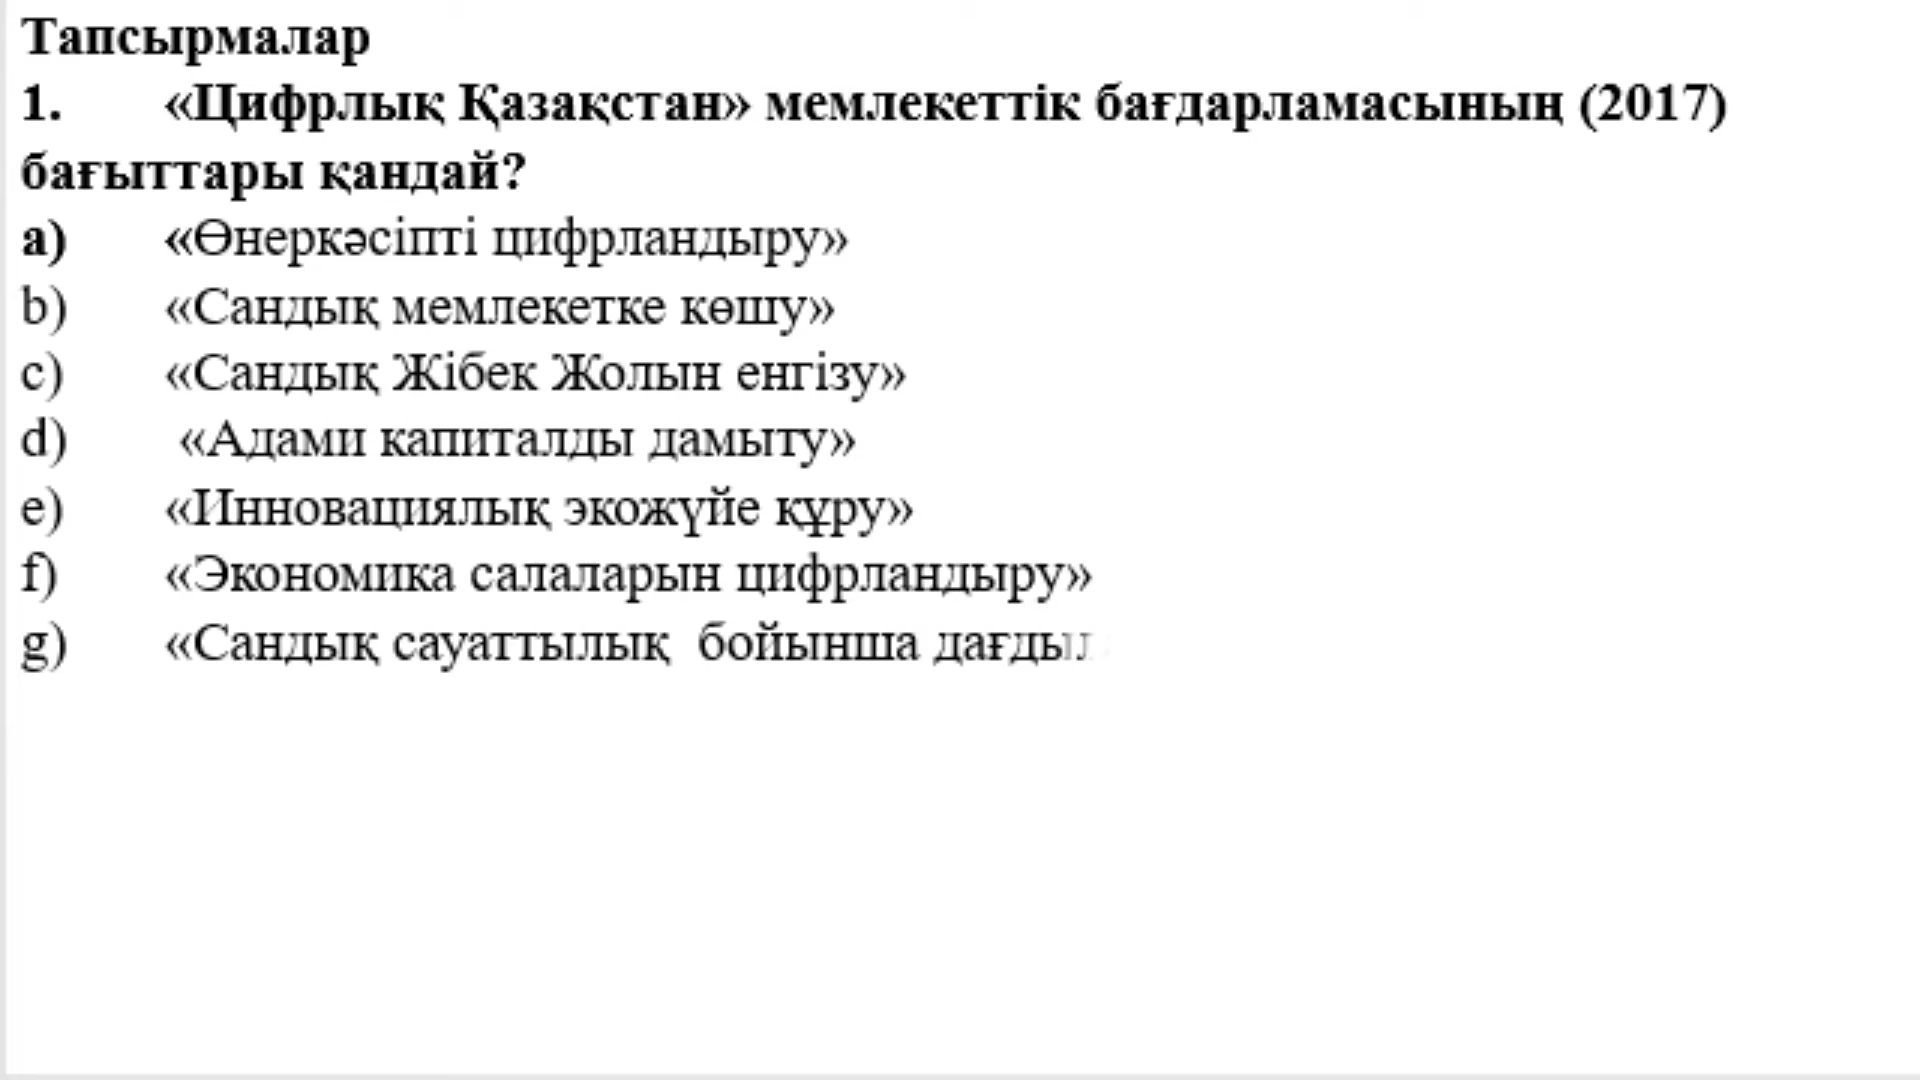 Тапсырмалар
1. «Цифрлық Қазақстан» мемлекеттік бағдарламасының (2017)
бағыттары қандай?
a) «Өнеркәсіпті цифрландыру»
b) «Сандық мемлекетке көшу»
c) «Сандық Жібек Жолын енгізу»
d) «Адами капиталды дамыту»
e) «Инновациялық экожүйе құру»
f) «Экономика салаларын цифрландыру»
g) «Сандық сауаттылық бойынша